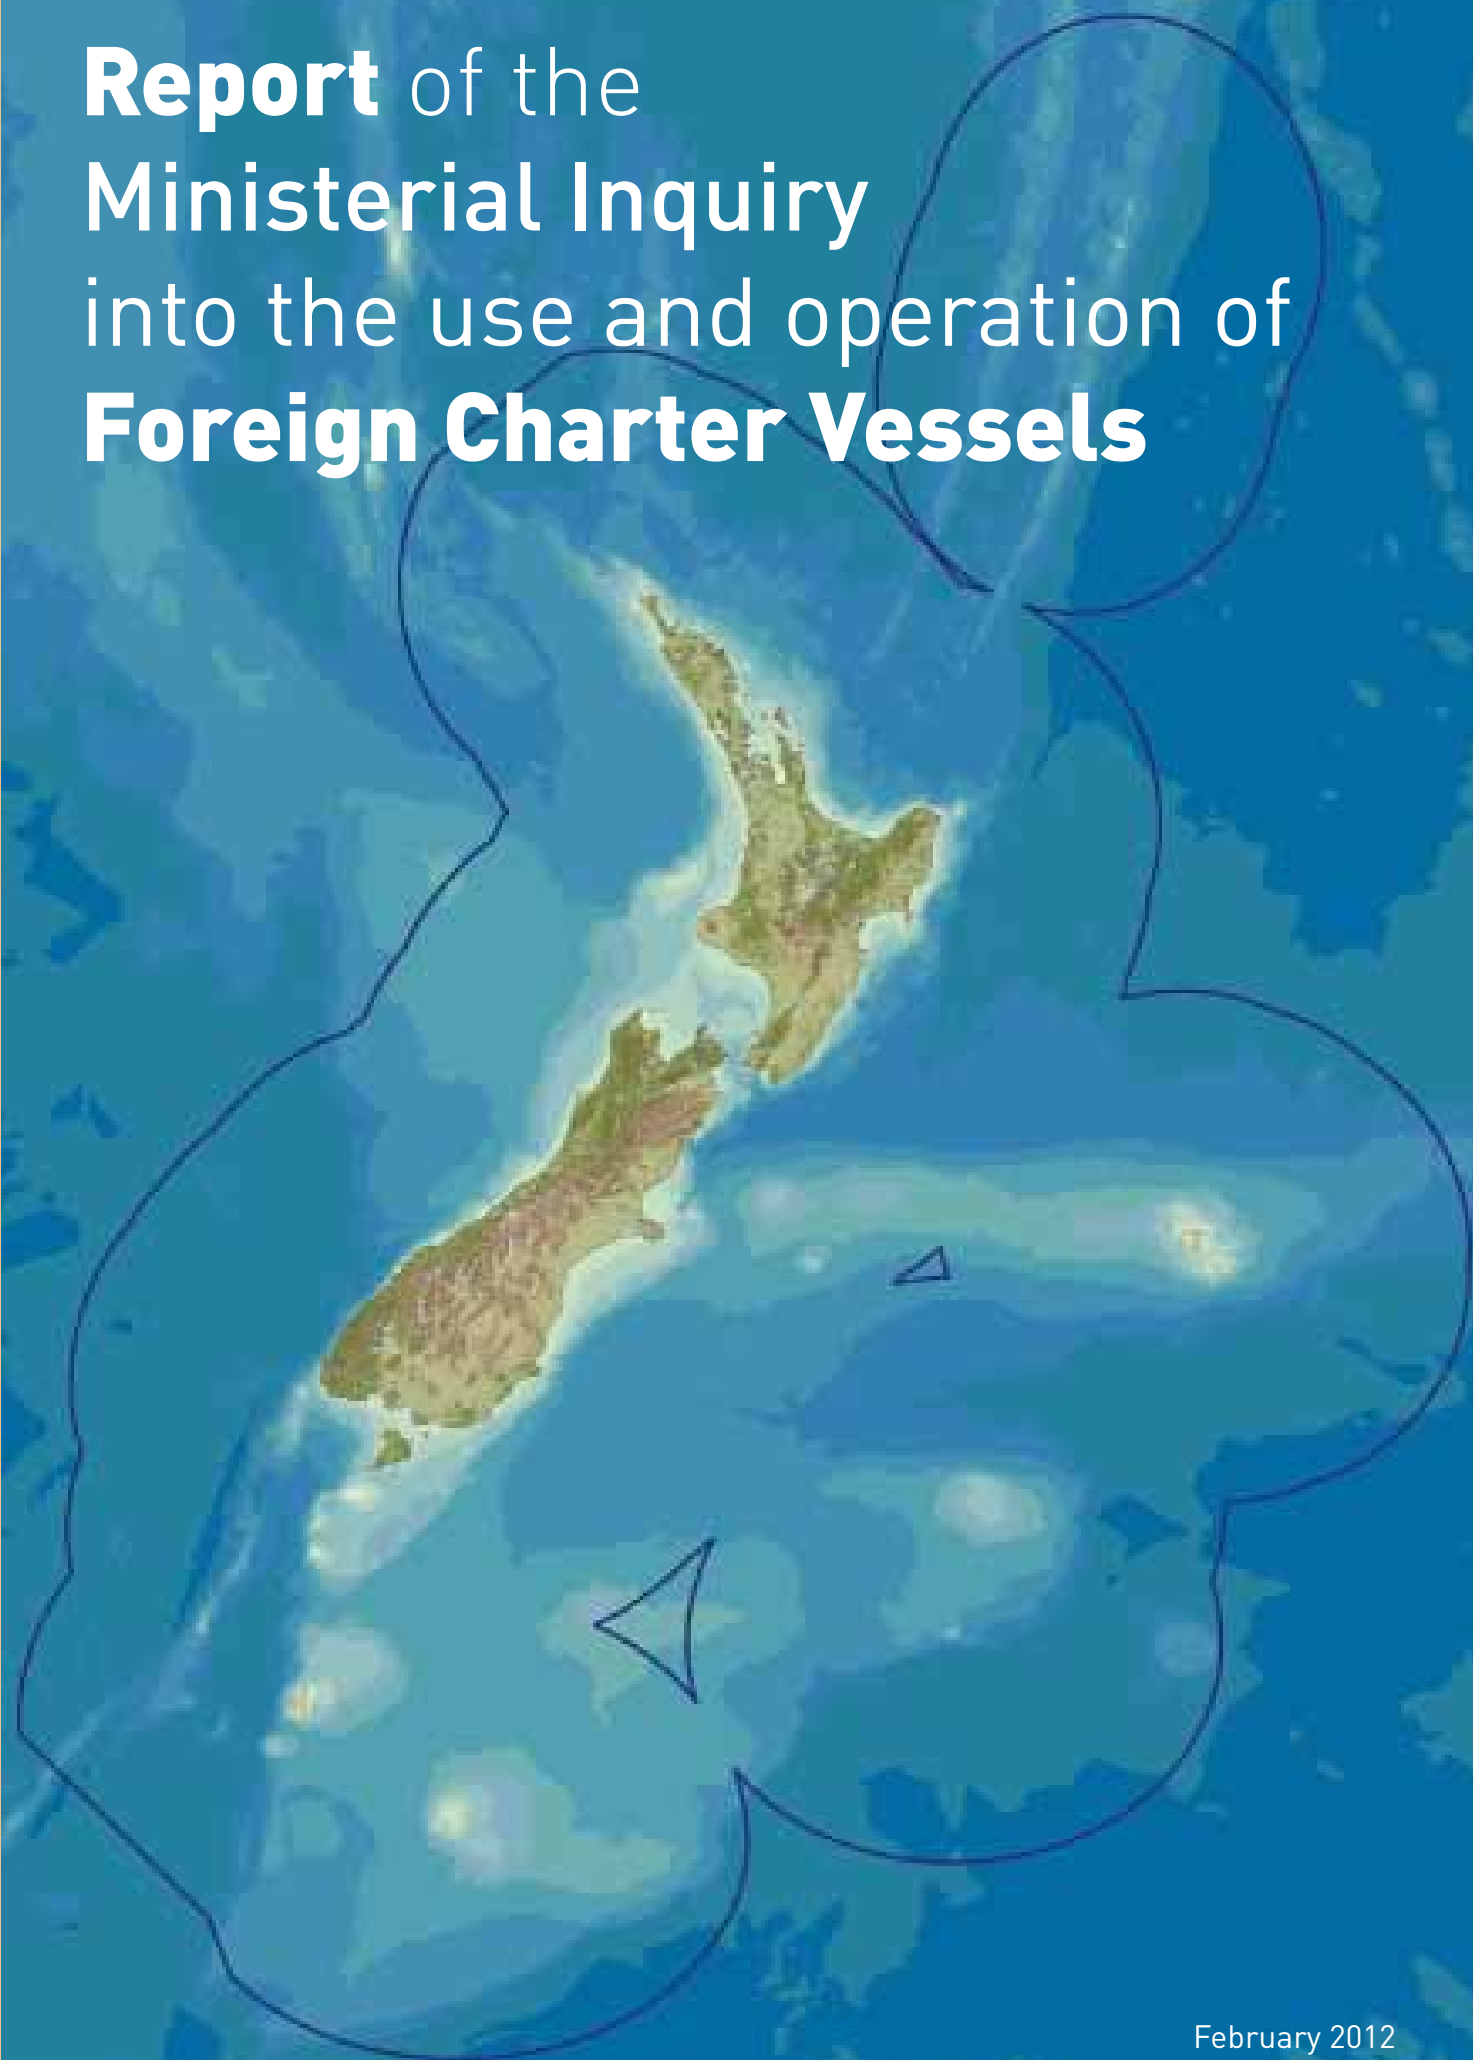 Report of the
Ministerial Inquiry
into the use and operation of
Foreign Charter Vessels
February 2012